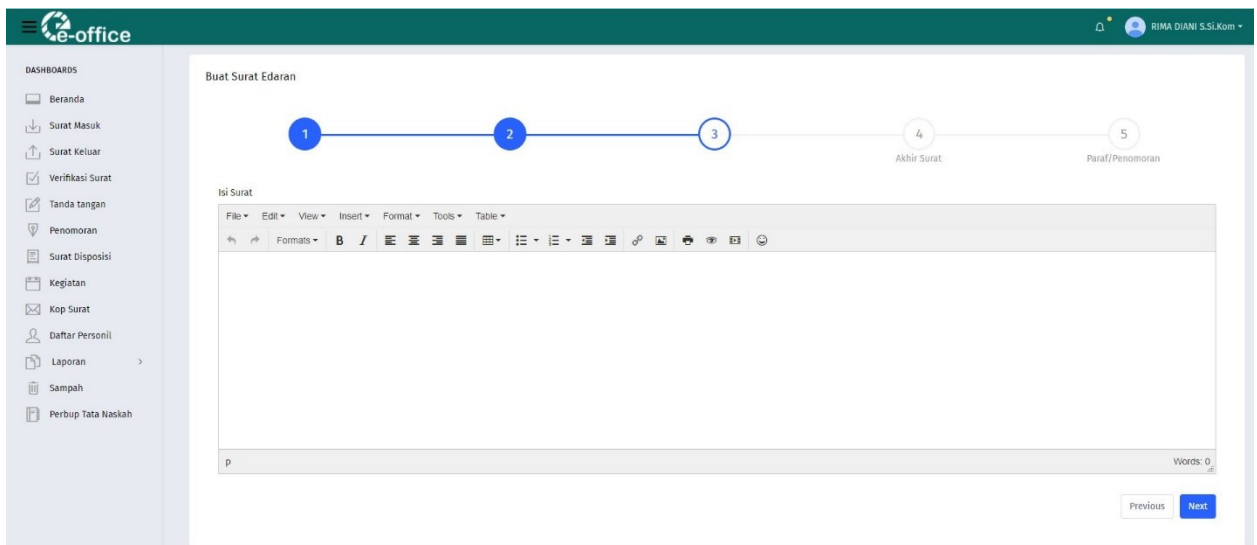 e-office
RIMA DIANI S.Si.Kom
DASHBOARDS
Beranda
Surat Masuk
Surat Keluar
Verifikasi Surat
Tanda tangan
Penomoran
Surat Disposisi
Kegiatan
Kop Surat
Daftar Personil
Laporan
Sampah
Perbup Tata Naskah
Buat Surat Edaran
1 2 3 4 5
Akhir Surat Paraf/Penomoran
Isi Surat
File Edit View Insert Format Tools Table
Formats B I
p Words: 0
Previous Next